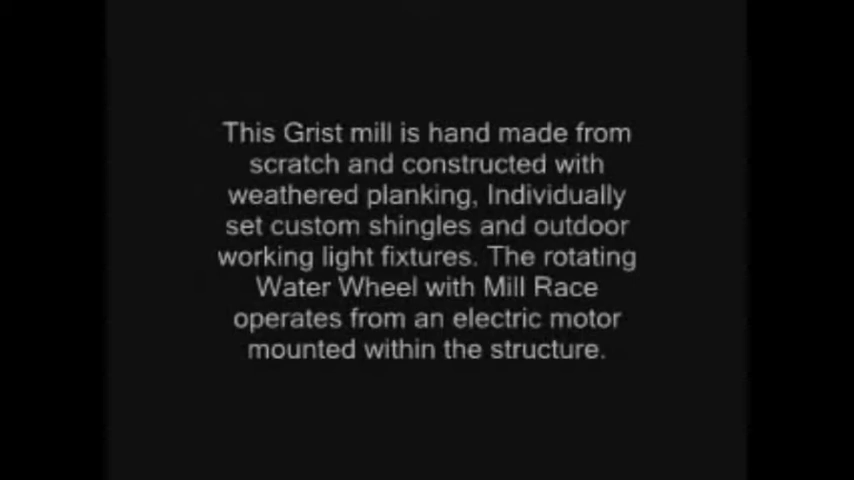 This Grist mill is hand made from
scratch and constructed with
weathered planking, Individually
set custom shingles and outdoor
working light fixtures. The rotating
Water Wheel with Mill Race
operates from an electric motor
mounted within the structure.